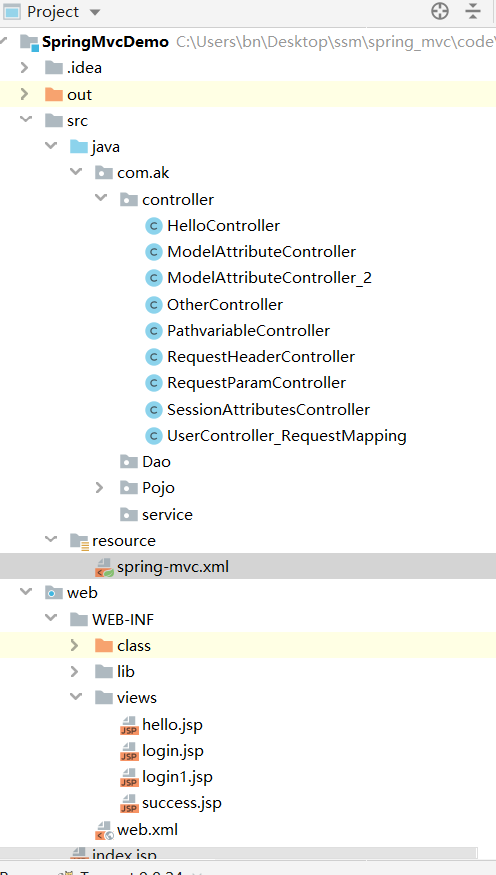 Project
SpringMvcDemo C:\Users\bn\Desktop\ssm\spring_mvc\code\
.idea
out
src
java
com.ak
controller
HelloController
ModelAttributeController
ModelAttributeController_2
OtherController
PathvariableController
RequestHeaderController
RequestParamController
SessionAttributesController
UserController_RequestMapping
Dao
Pojo
service
resource
spring-mvc.xml
web
WEB-INF
class
lib
views
hello.jsp
login.jsp
login1.jsp
success.jsp
web.xml
index.jsp